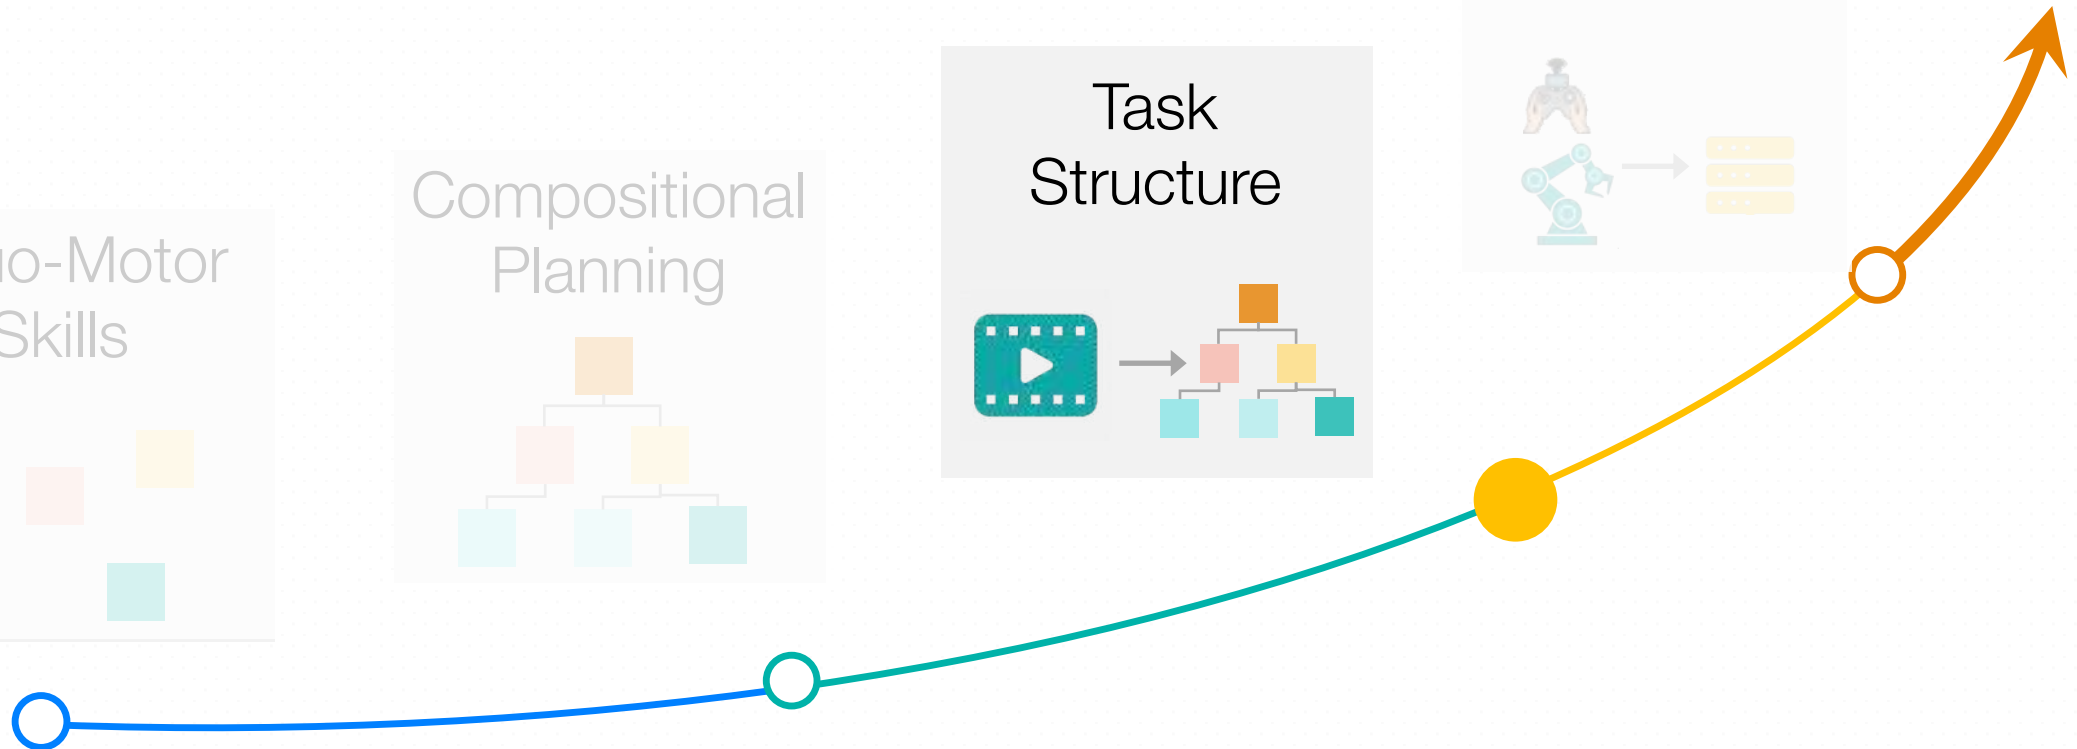 o-Motor
Skills
Compositional
Planning
Task
Structure